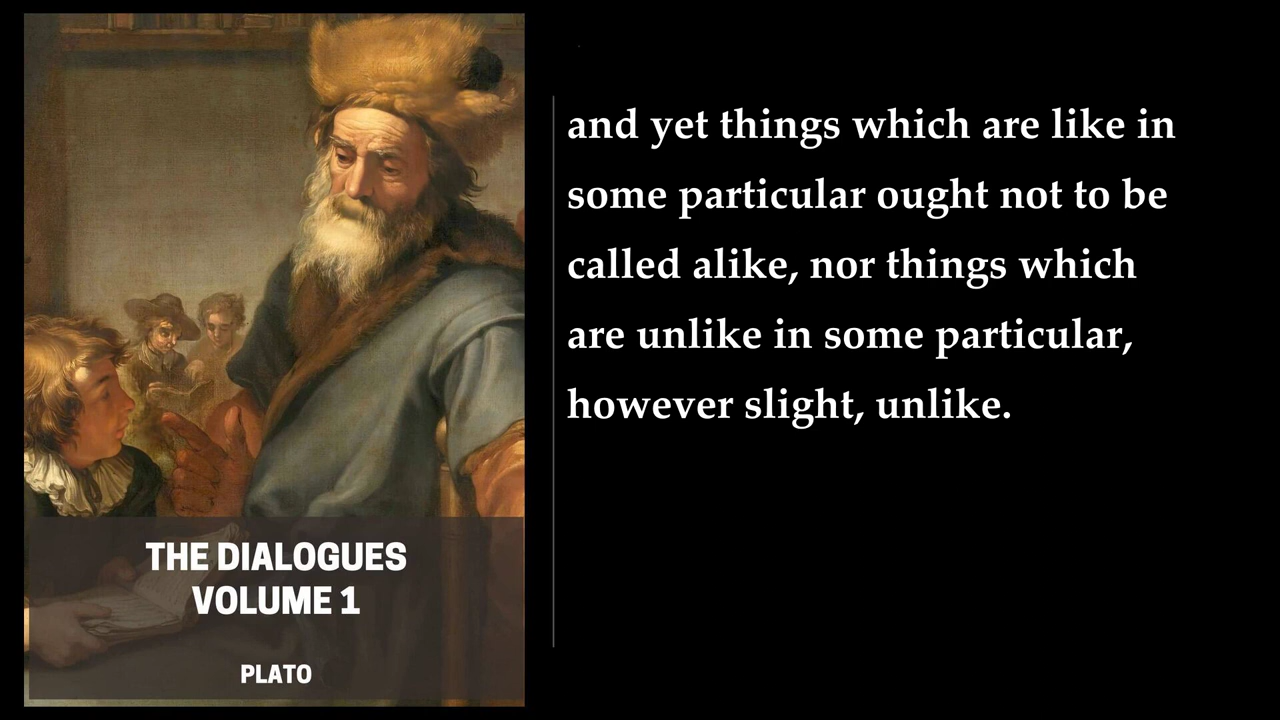 and yet things which are like in
some particular ought not to be
called alike, nor things which
are unlike in some particular,
however slight, unlike.
THE DIALOGUES
VOLUME 1
PLATO